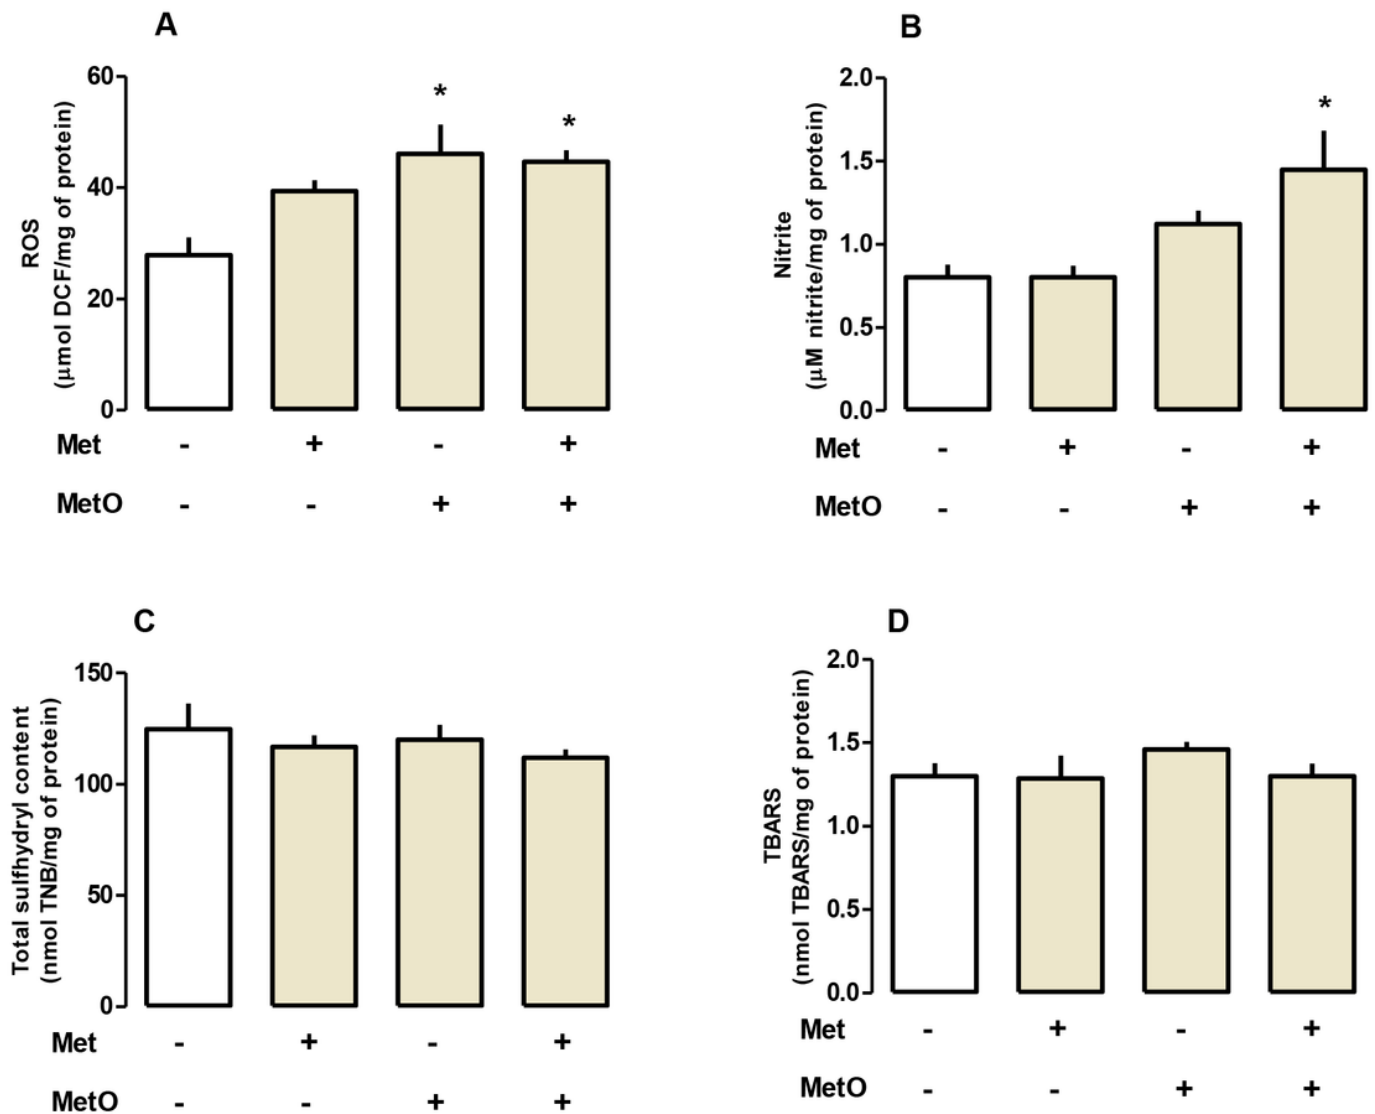 A
ROS
(μmol DCF/mg of protein)
60
40
20
0
*
*
Met - + - +
MetO - - + +
B
Nitrite
(μM nitrite/mg of protein)
2.0
1.5
1.0
0.5
0.0
*
Met - + - +
MetO - - + +
C
Total sulfhydryl content
(nmol TNB/mg of protein)
150
100
50
0
Met - + - +
MetO - - + +
D
TBARS
(nmol TBARS/mg of protein)
2.0
1.5
1.0
0.5
0.0
Met - + - +
MetO - - + +